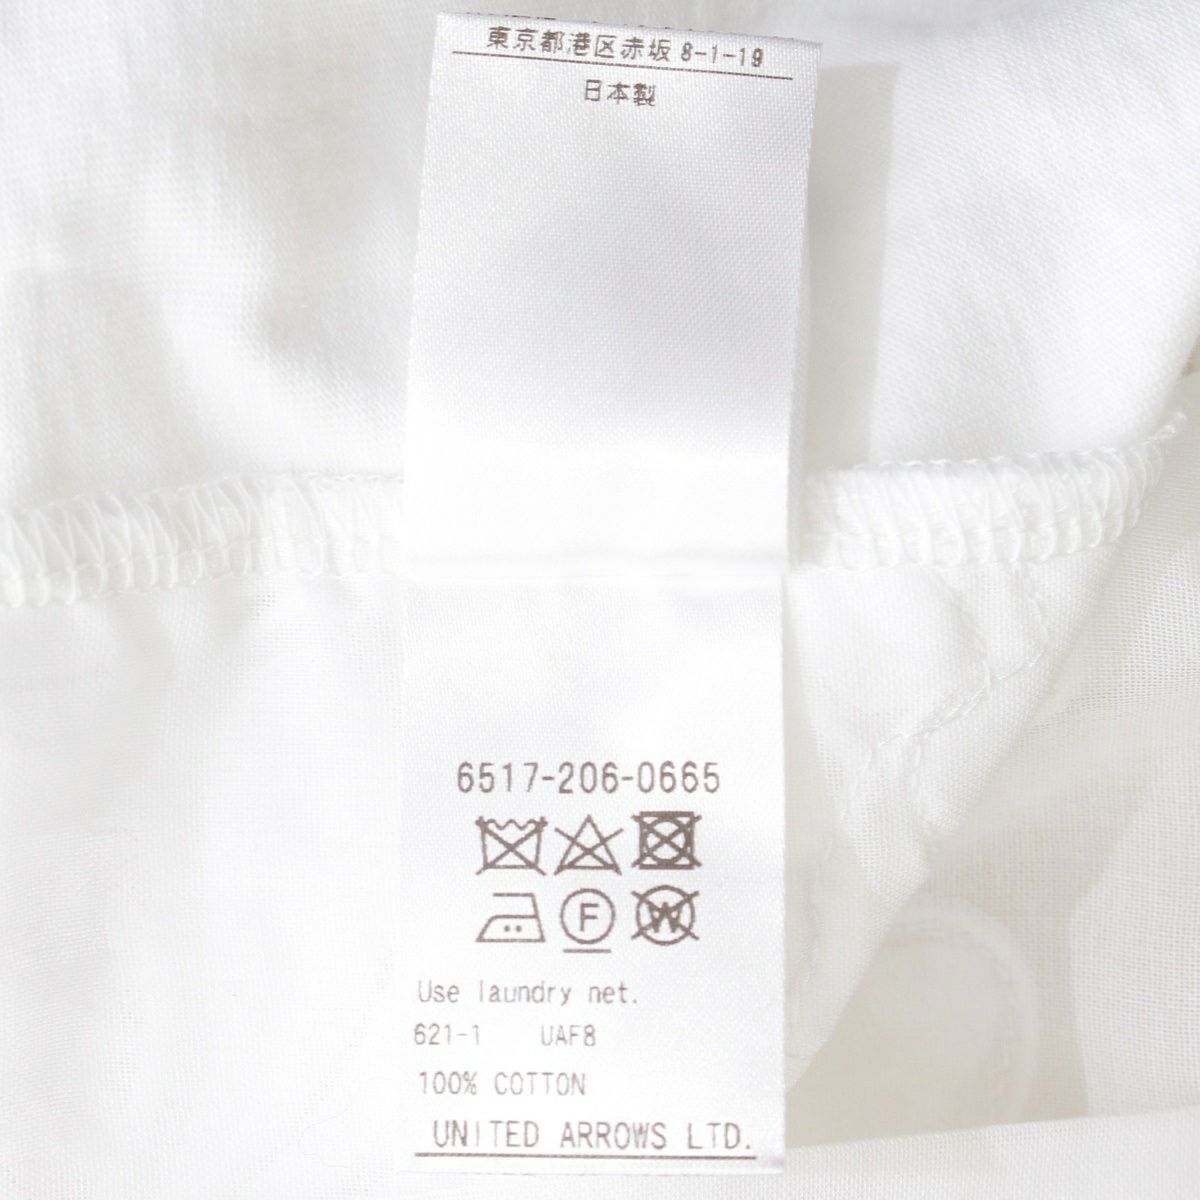 東京都港区赤坂 8-1-19
日本製
6517-206-0665
F W
Use laundry net.
621-1 UAF8
100% COTTON
UNITED ARROWS LTD.